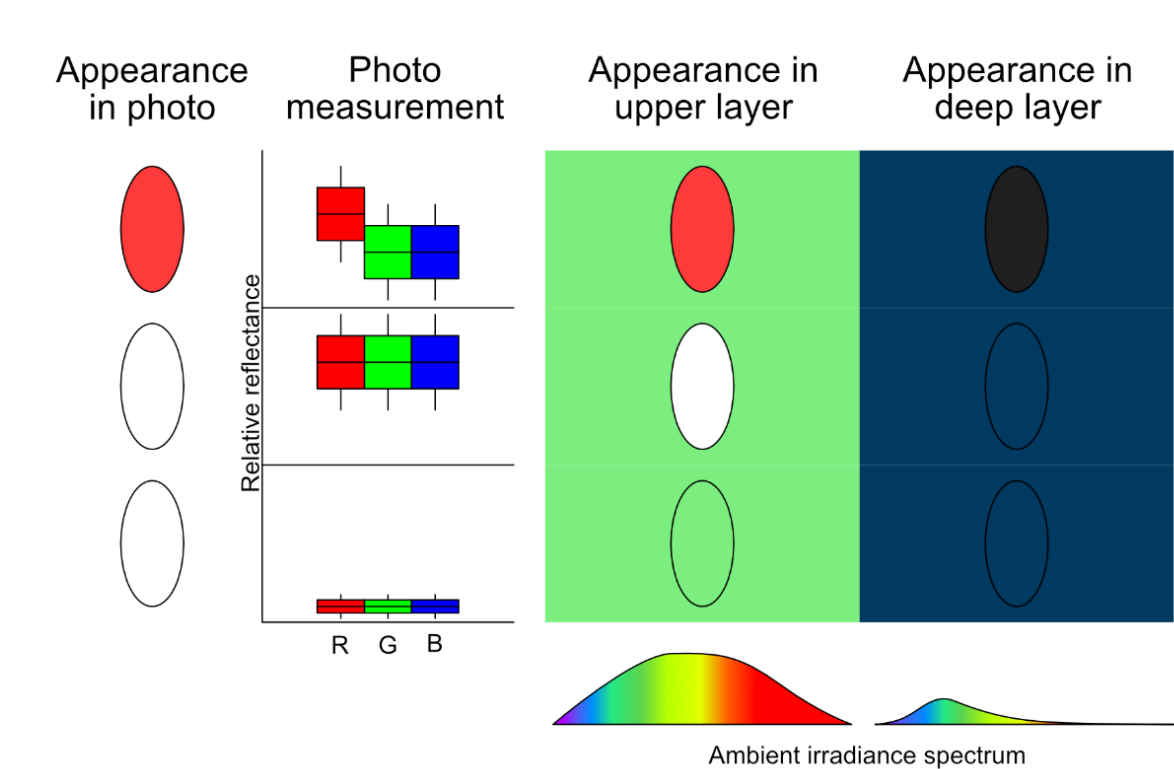 Appearance
in photo
Photo
measurement
Appearance in
upper layer
Appearance in
deep layer
Relative reflectance
R
G
B
Ambient irradiance spectrum